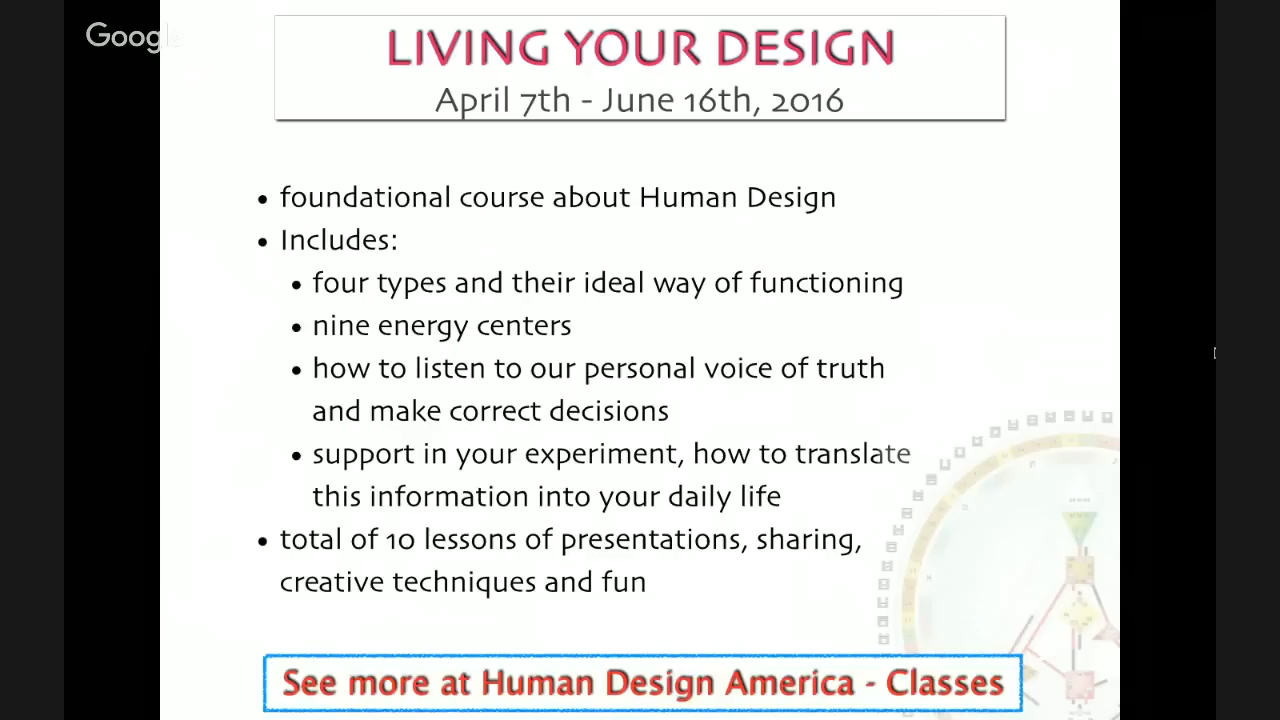 Google
LIVING YOUR DESIGN
April 7th - June 16th, 2016
• foundational course about Human Design
• Includes:
• four types and their ideal way of functioning
• nine energy centers
• how to listen to our personal voice of truth
and make correct decisions
• support in your experiment, how to translate
this information into your daily life
• total of 10 lessons of presentations, sharing,
creative techniques and fun
See more at Human Design America - Classes